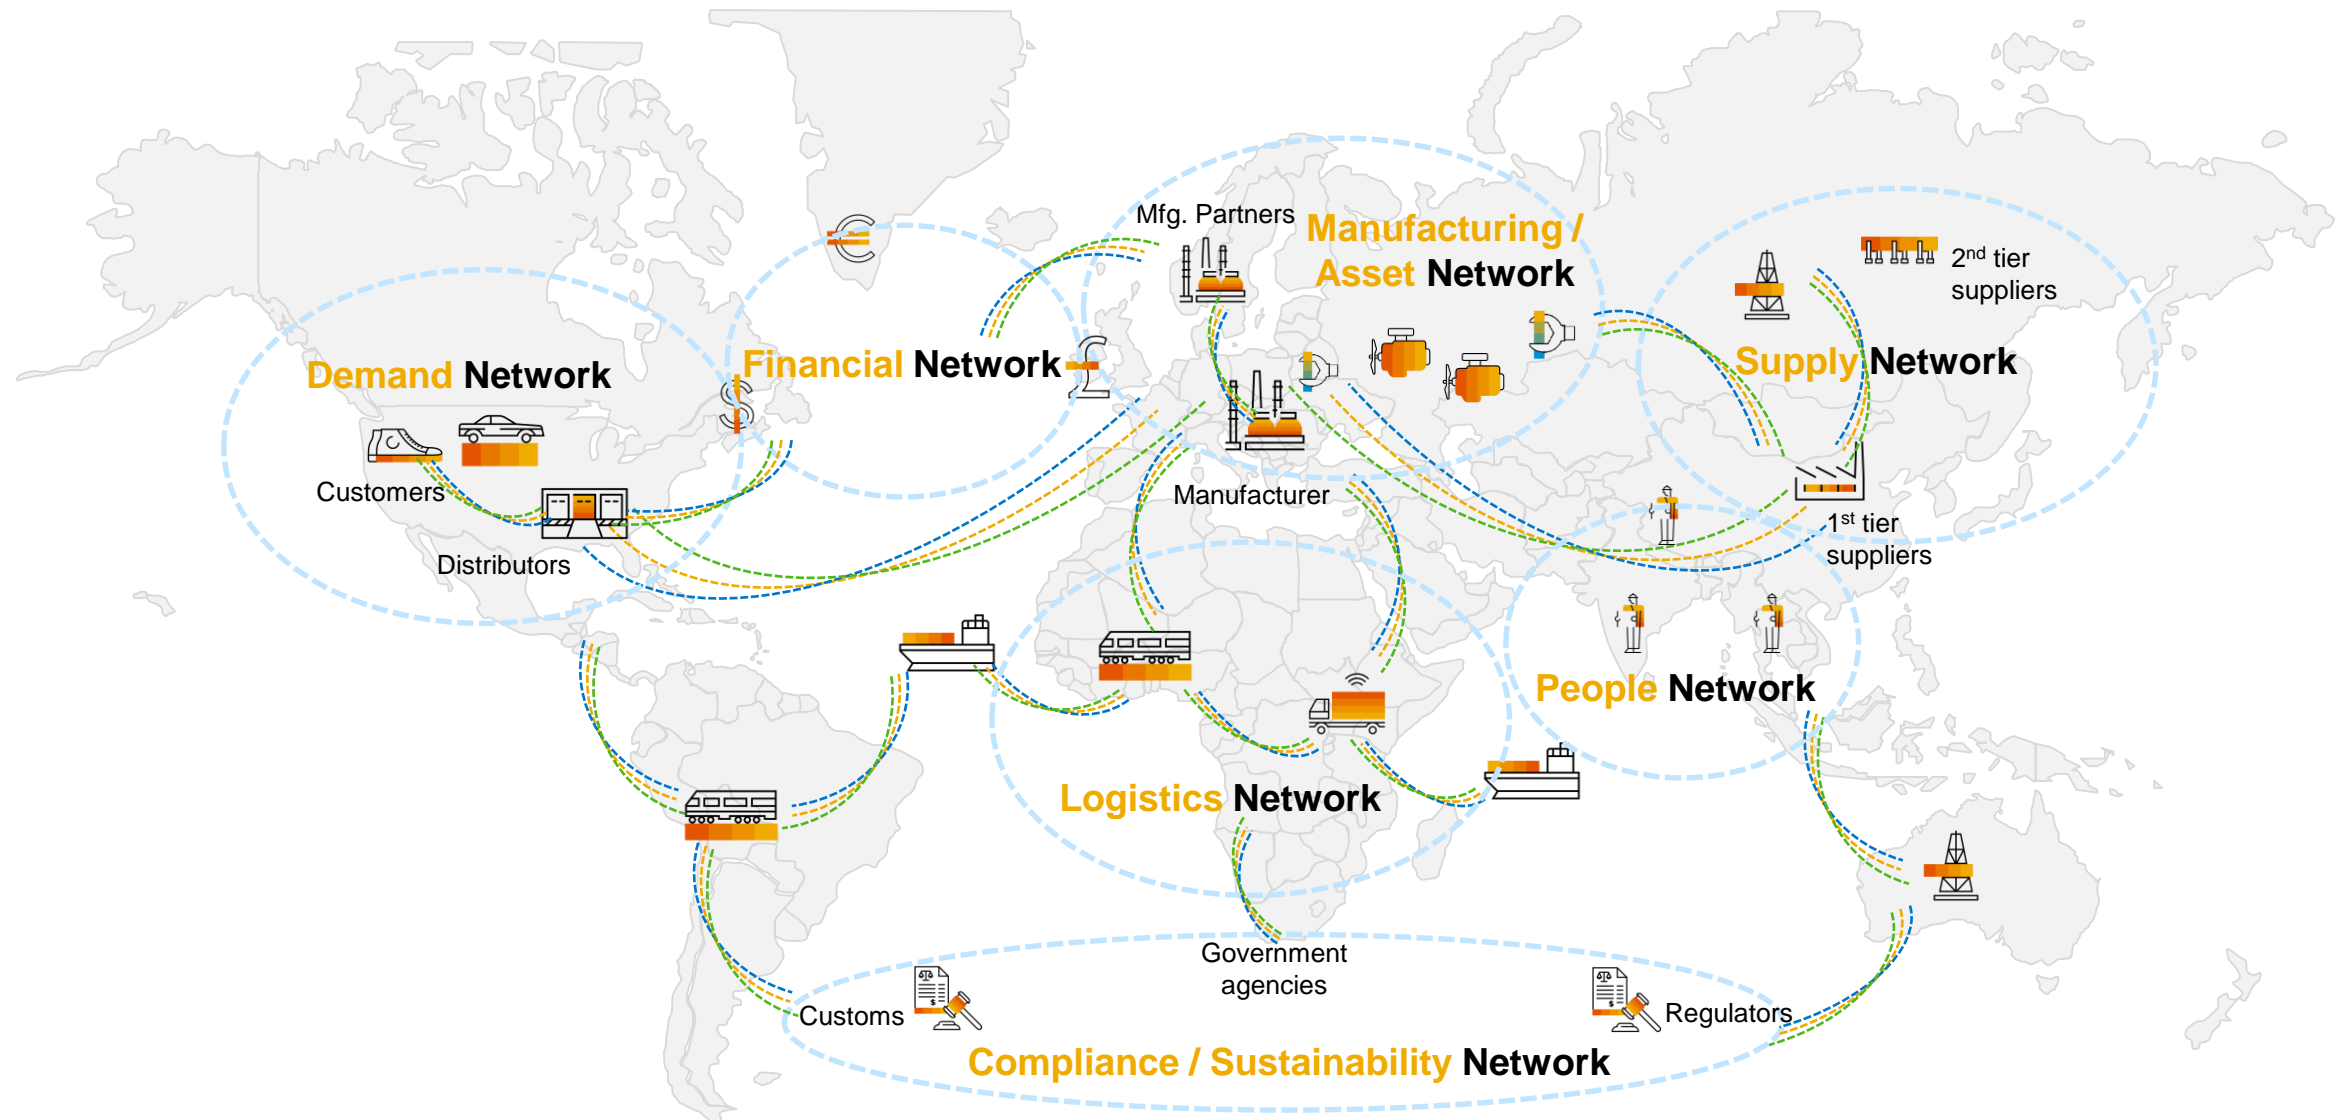 Mfg. Partners
Manufacturing /
Asset Network
2nd tier
suppliers
Demand Network
Financial Network
Supply Network
Customers
Manufacturer
Distributors
1st tier
suppliers
People Network
Logistics Network
Government
agencies
Customs
Regulators
Compliance / Sustainability Network